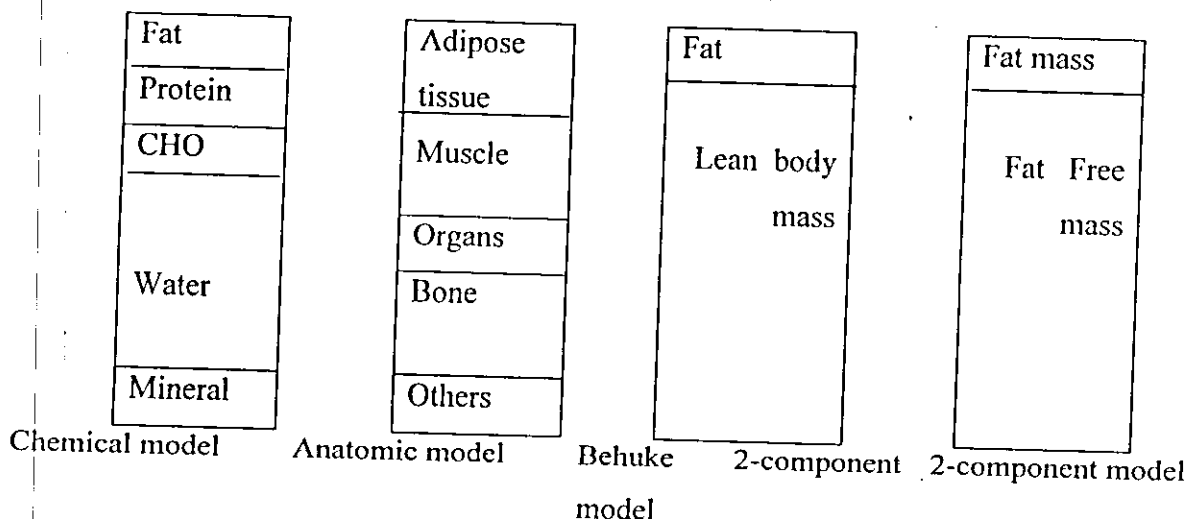 Fat
Protein
CHO
Water
Mineral
Chemical model
Adipose
tissue
Muscle
Organs
Bone
Others
Anatomic model
Fat
Lean body
mass
Behuke 2-component
model
Fat mass
Fat Free
mass
2-component model